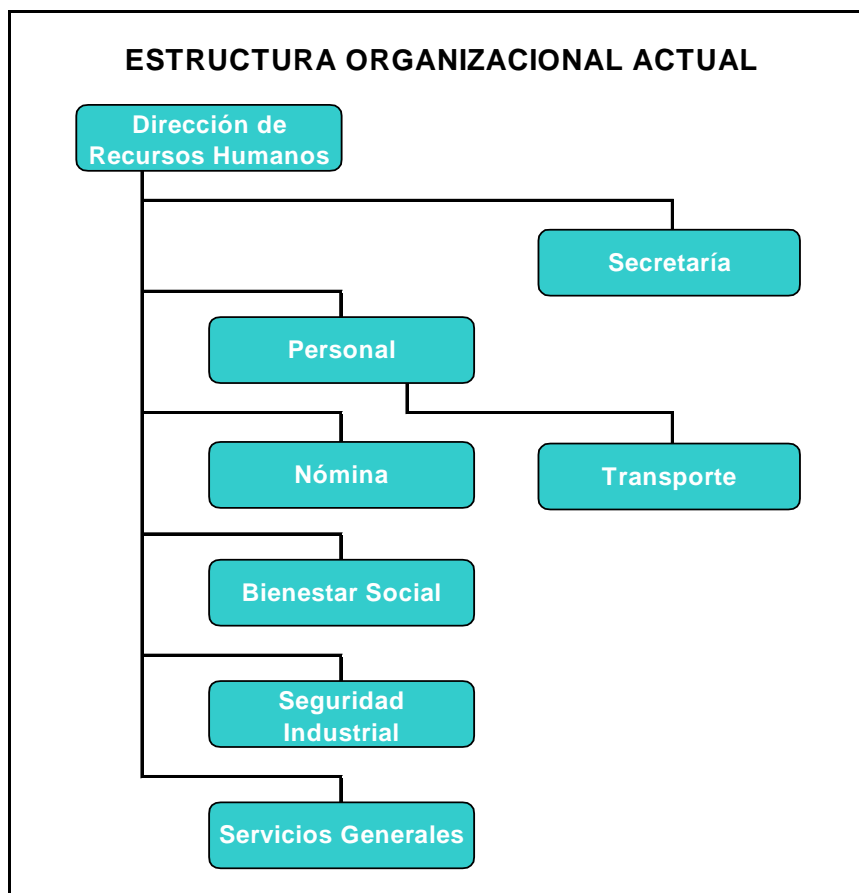 ESTRUCTURA ORGANIZACIONAL ACTUAL
Dirección de
Recursos Humanos
Secretaría
Personal
Nómina
Transporte
Bienestar Social
Seguridad
Industrial
Servicios Generales